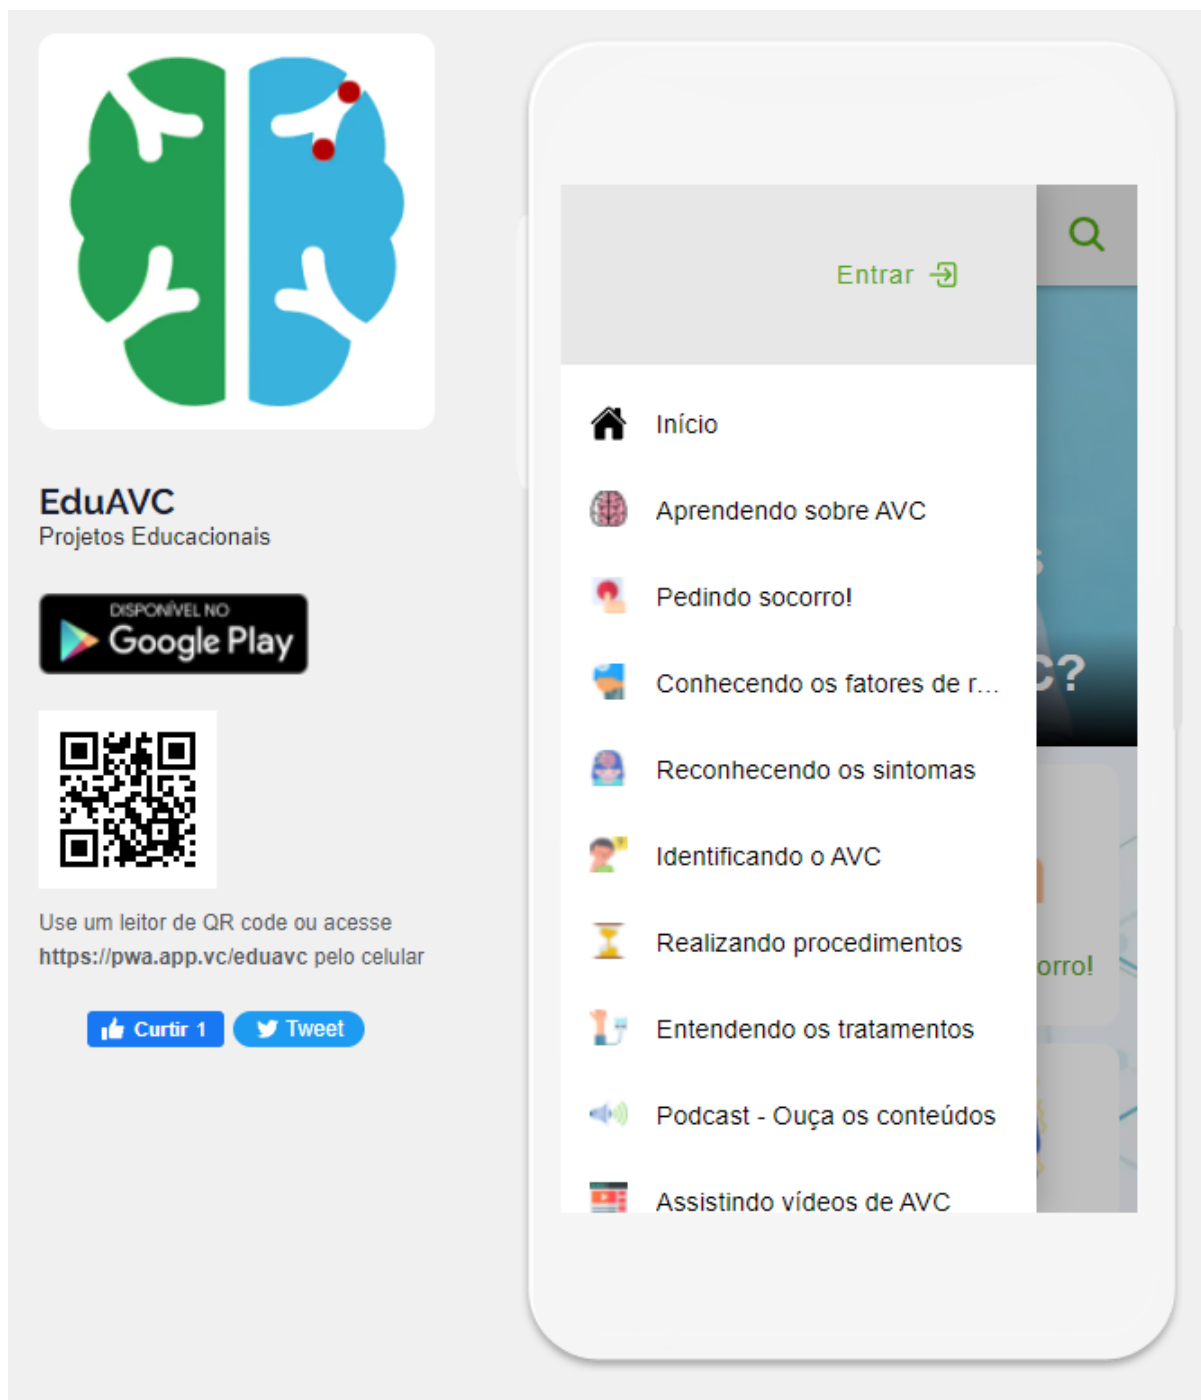 EduAVC
Projetos Educacionais
DISPONÍVEL NO
Google Play
Use um leitor de QR code ou acesse
https://pwa.app.vc/eduavc pelo celular
Curtir 1
Tweet
Entrar
Início
Aprendendo sobre AVC
Pedindo socorro!
Conhecendo os fatores de r...
Reconhecendo os sintomas
Identificando o AVC
Realizando procedimentos
Entendendo os tratamentos
Podcast - Ouça os conteúdos
Assistindo vídeos de AVC
C?
orro!